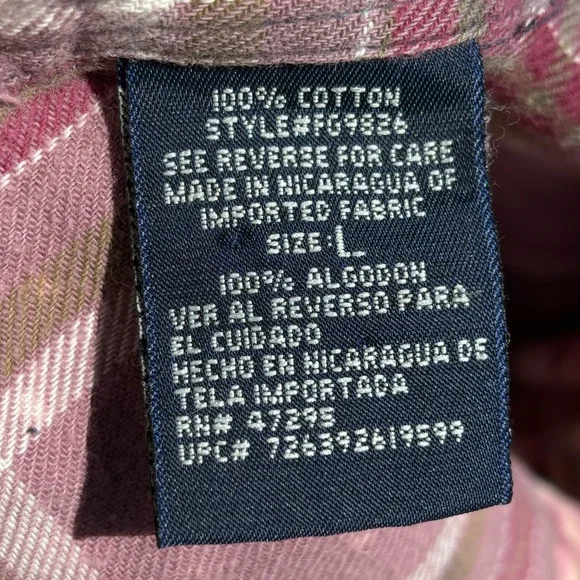 100% COTTON
STYLE#PG9826
SEE REVERSE FOR CARE
MADE IN NICARAGUA OF
IMPORTED FABRIC
SIZE: L
100% ALGODON
VER AL REVERSO PARA
EL CUIDADO
HECHO EN NICARAGUA DE
TELA IMPORTADA
RN# 47295
UPC# 726392619599